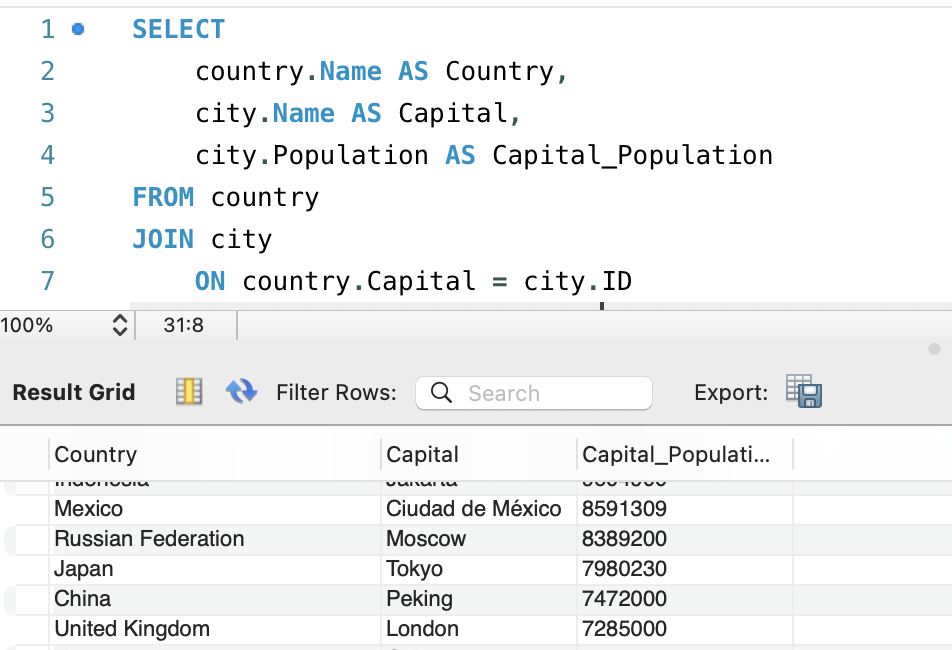 1 SELECT
2 country.Name AS Country,
3 city.Name AS Capital,
4 city.Population AS Capital_Population
5 FROM country
6 JOIN city
7 ON country.Capital = city.ID
100% 31:8
Result Grid Filter Rows: Search Export:
Country Capital Capital_Populati...
Indonesia Jakarta
Mexico Ciudad de México 8591309
Russian Federation Moscow 8389200
Japan Tokyo 7980230
China Peking 7472000
United Kingdom London 7285000